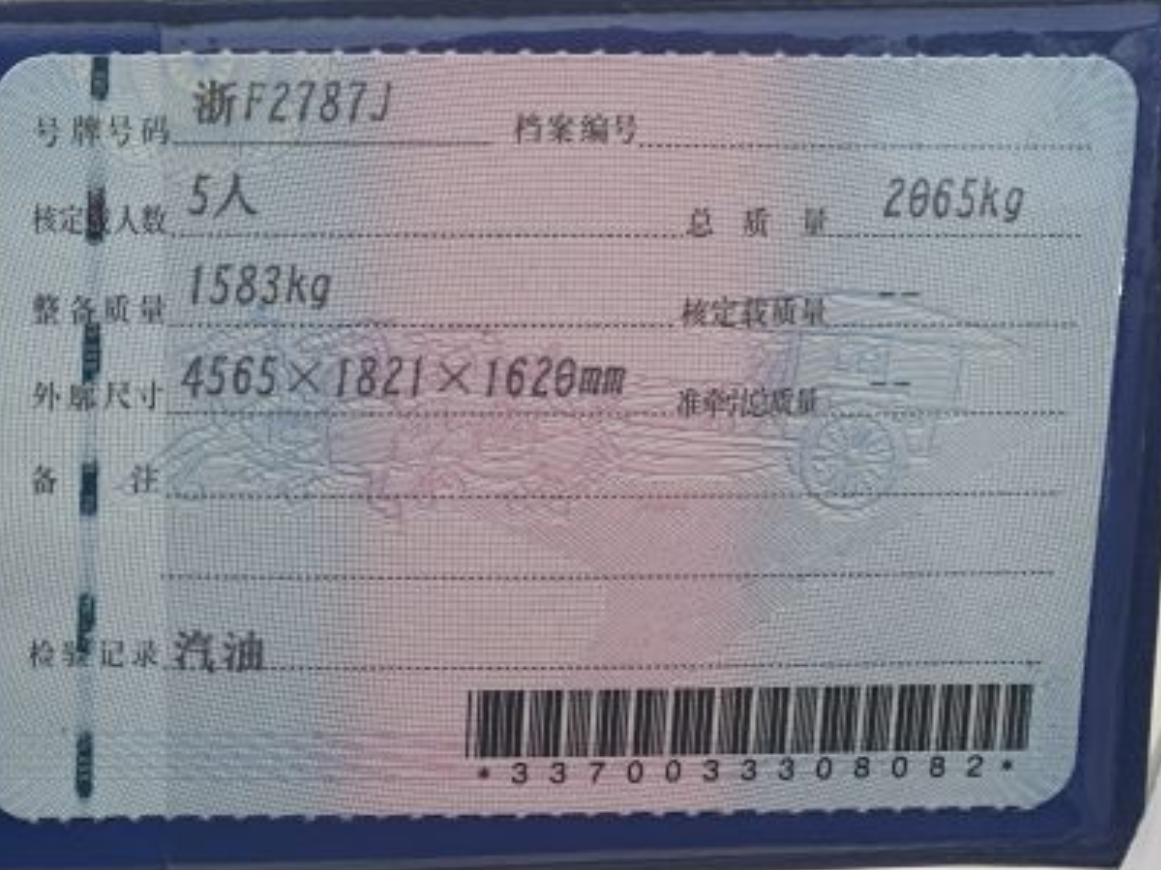 号牌号码 浙F2787J 档案编号
核定载人数 5人 总质量 2065kg
整备质量 1583kg 核定载质量 --
外廓尺寸 4565×1821×1620mm 准牵引总质量 --
备注
检验记录 汽油
*3370033308082*